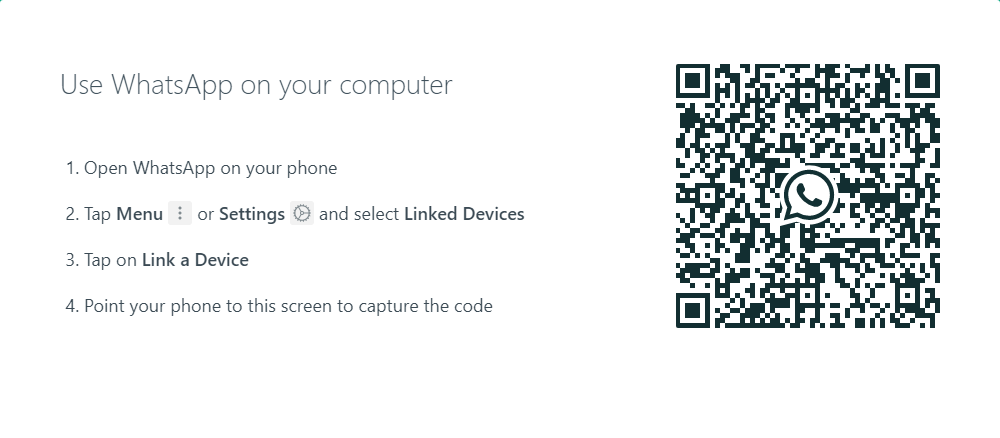 Use WhatsApp on your computer
1. Open WhatsApp on your phone
2. Tap Menu or Settings and select Linked Devices
3. Tap on Link a Device
4. Point your phone to this screen to capture the code